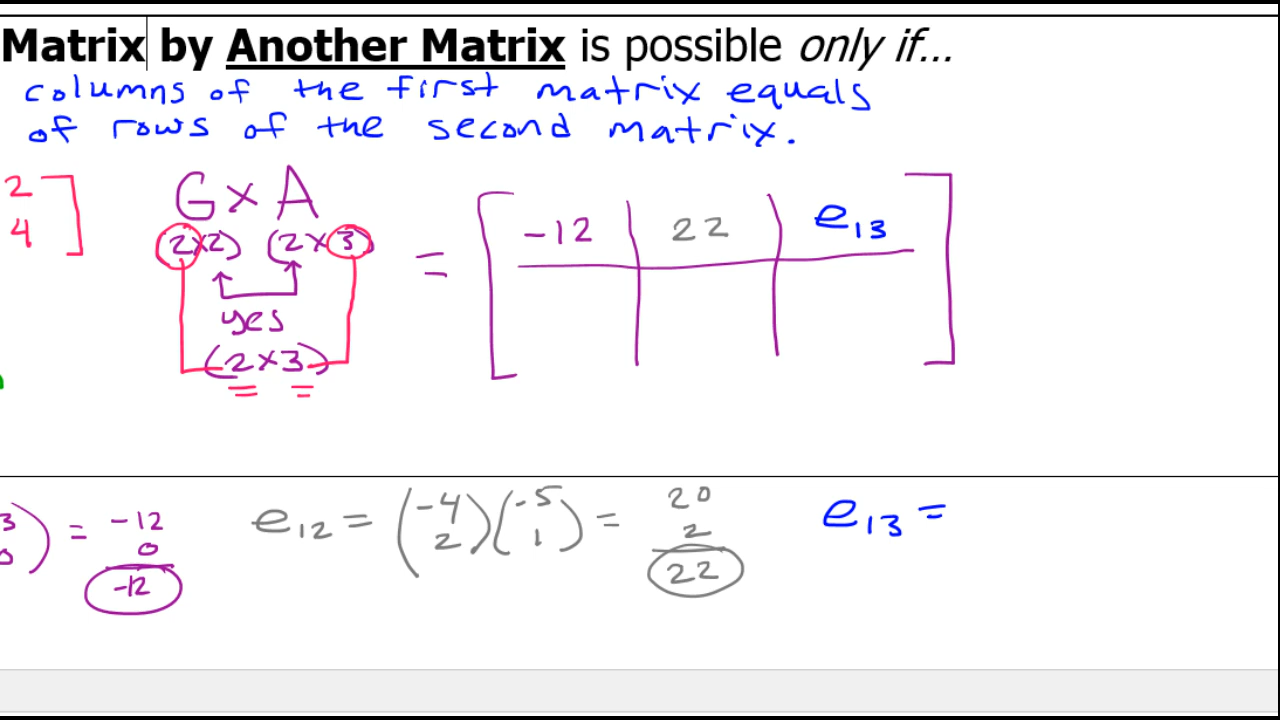 Matrix by Another Matrix is possible only if...
columns of the first matrix equals
of rows of the second matrix.
2
4
G x A
(2x2) (2x3)
yes
(2x3)
= [ -12 | 22 | e13 ]
3
0
) = -12
0
-12
e12 = (-4 2)(-5 1) = 20
2
22
e13 =